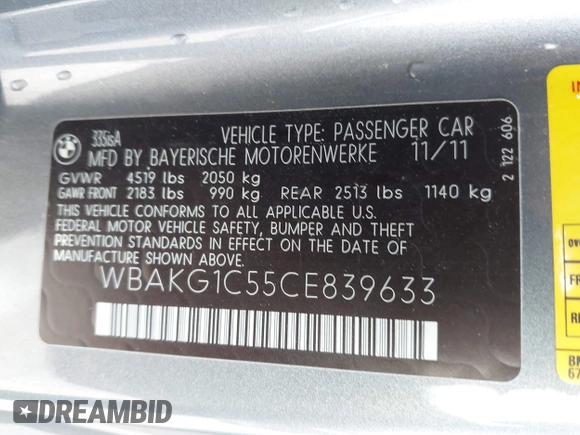 335isA
VEHICLE TYPE: PASSENGER CAR
MFD BY BAYERISCHE MOTORENWERKE 11/11
GVWR 4519 lbs 2050 kg
GAWR FRONT 2183 lbs 990 kg REAR 2513 lbs 1140 kg
THIS VEHICLE CONFORMS TO ALL APPLICABLE U.S.
FEDERAL MOTOR VEHICLE SAFETY, BUMPER AND THEFT
PREVENTION STANDARDS IN EFFECT ON THE DATE OF
MANUFACTURE SHOWN ABOVE
WBAKG1C55CE839633
2 122 606
DREAMBID